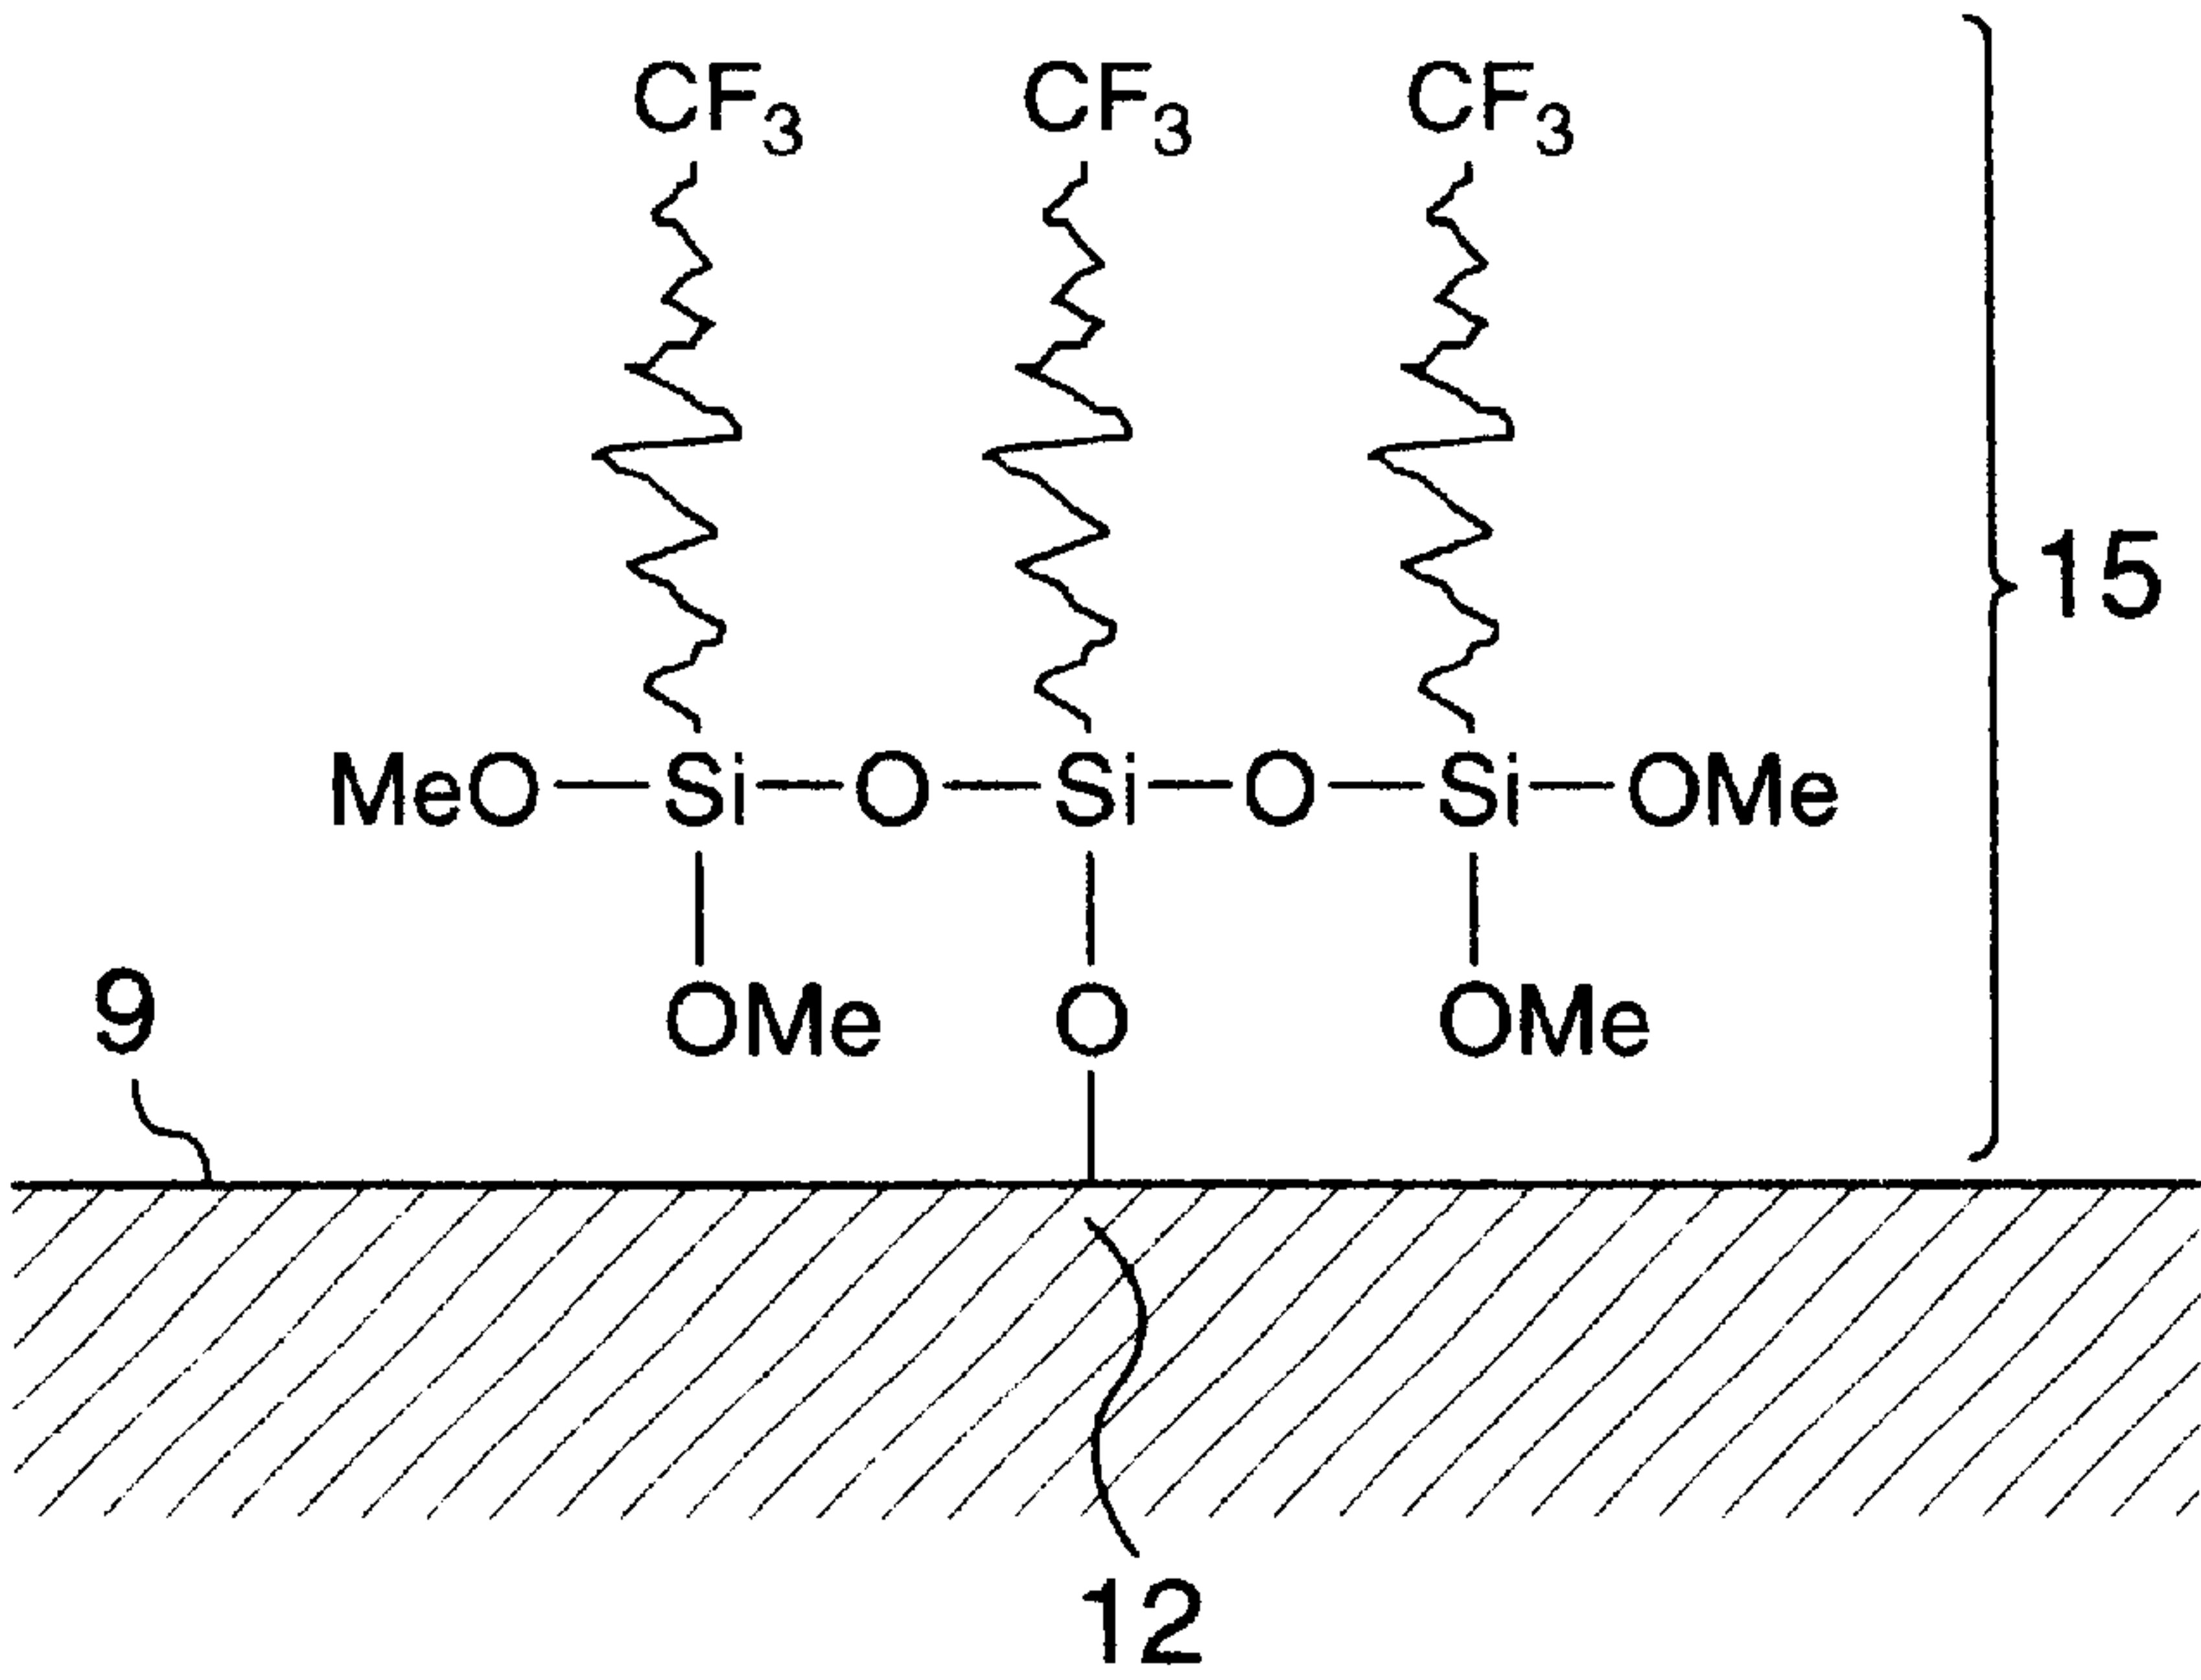 CF3 CF3 CF3
15
MeO—Si—O—Si—O—Si—OMe
9 OMe O OMe
12